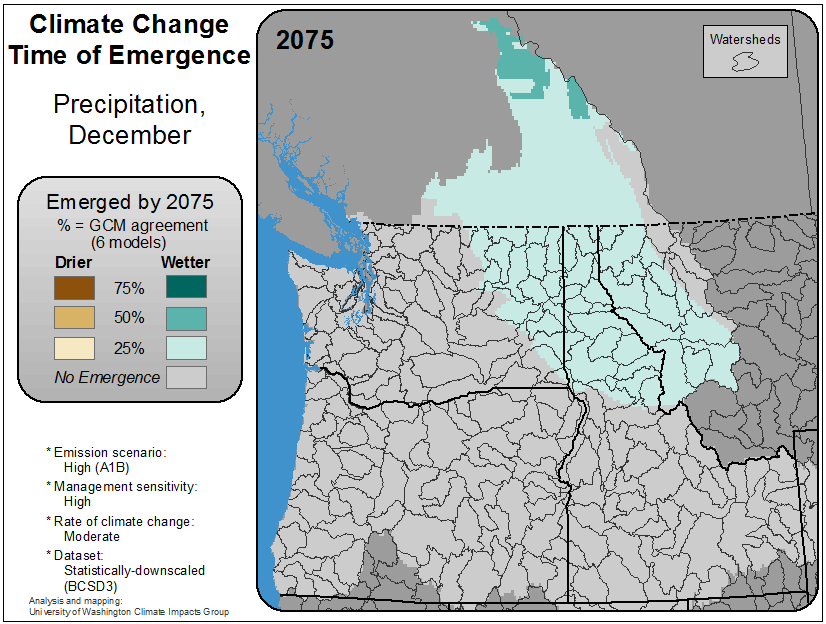 Climate Change
Time of Emergence
Precipitation,
December
2075
Watersheds
Emerged by 2075
% = GCM agreement
(6 models)
Drier Wetter
75%
50%
25%
No Emergence
* Emission scenario:
High (A1B)
* Management sensitivity:
High
* Rate of climate change:
Moderate
* Dataset:
Statistically-downscaled
(BCSD3)
Analysis and mapping:
University of Washington Climate Impacts Group